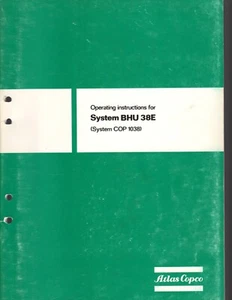 Operating instructions for
System BHU 38E
(System COP 1038)
Atlas Copco